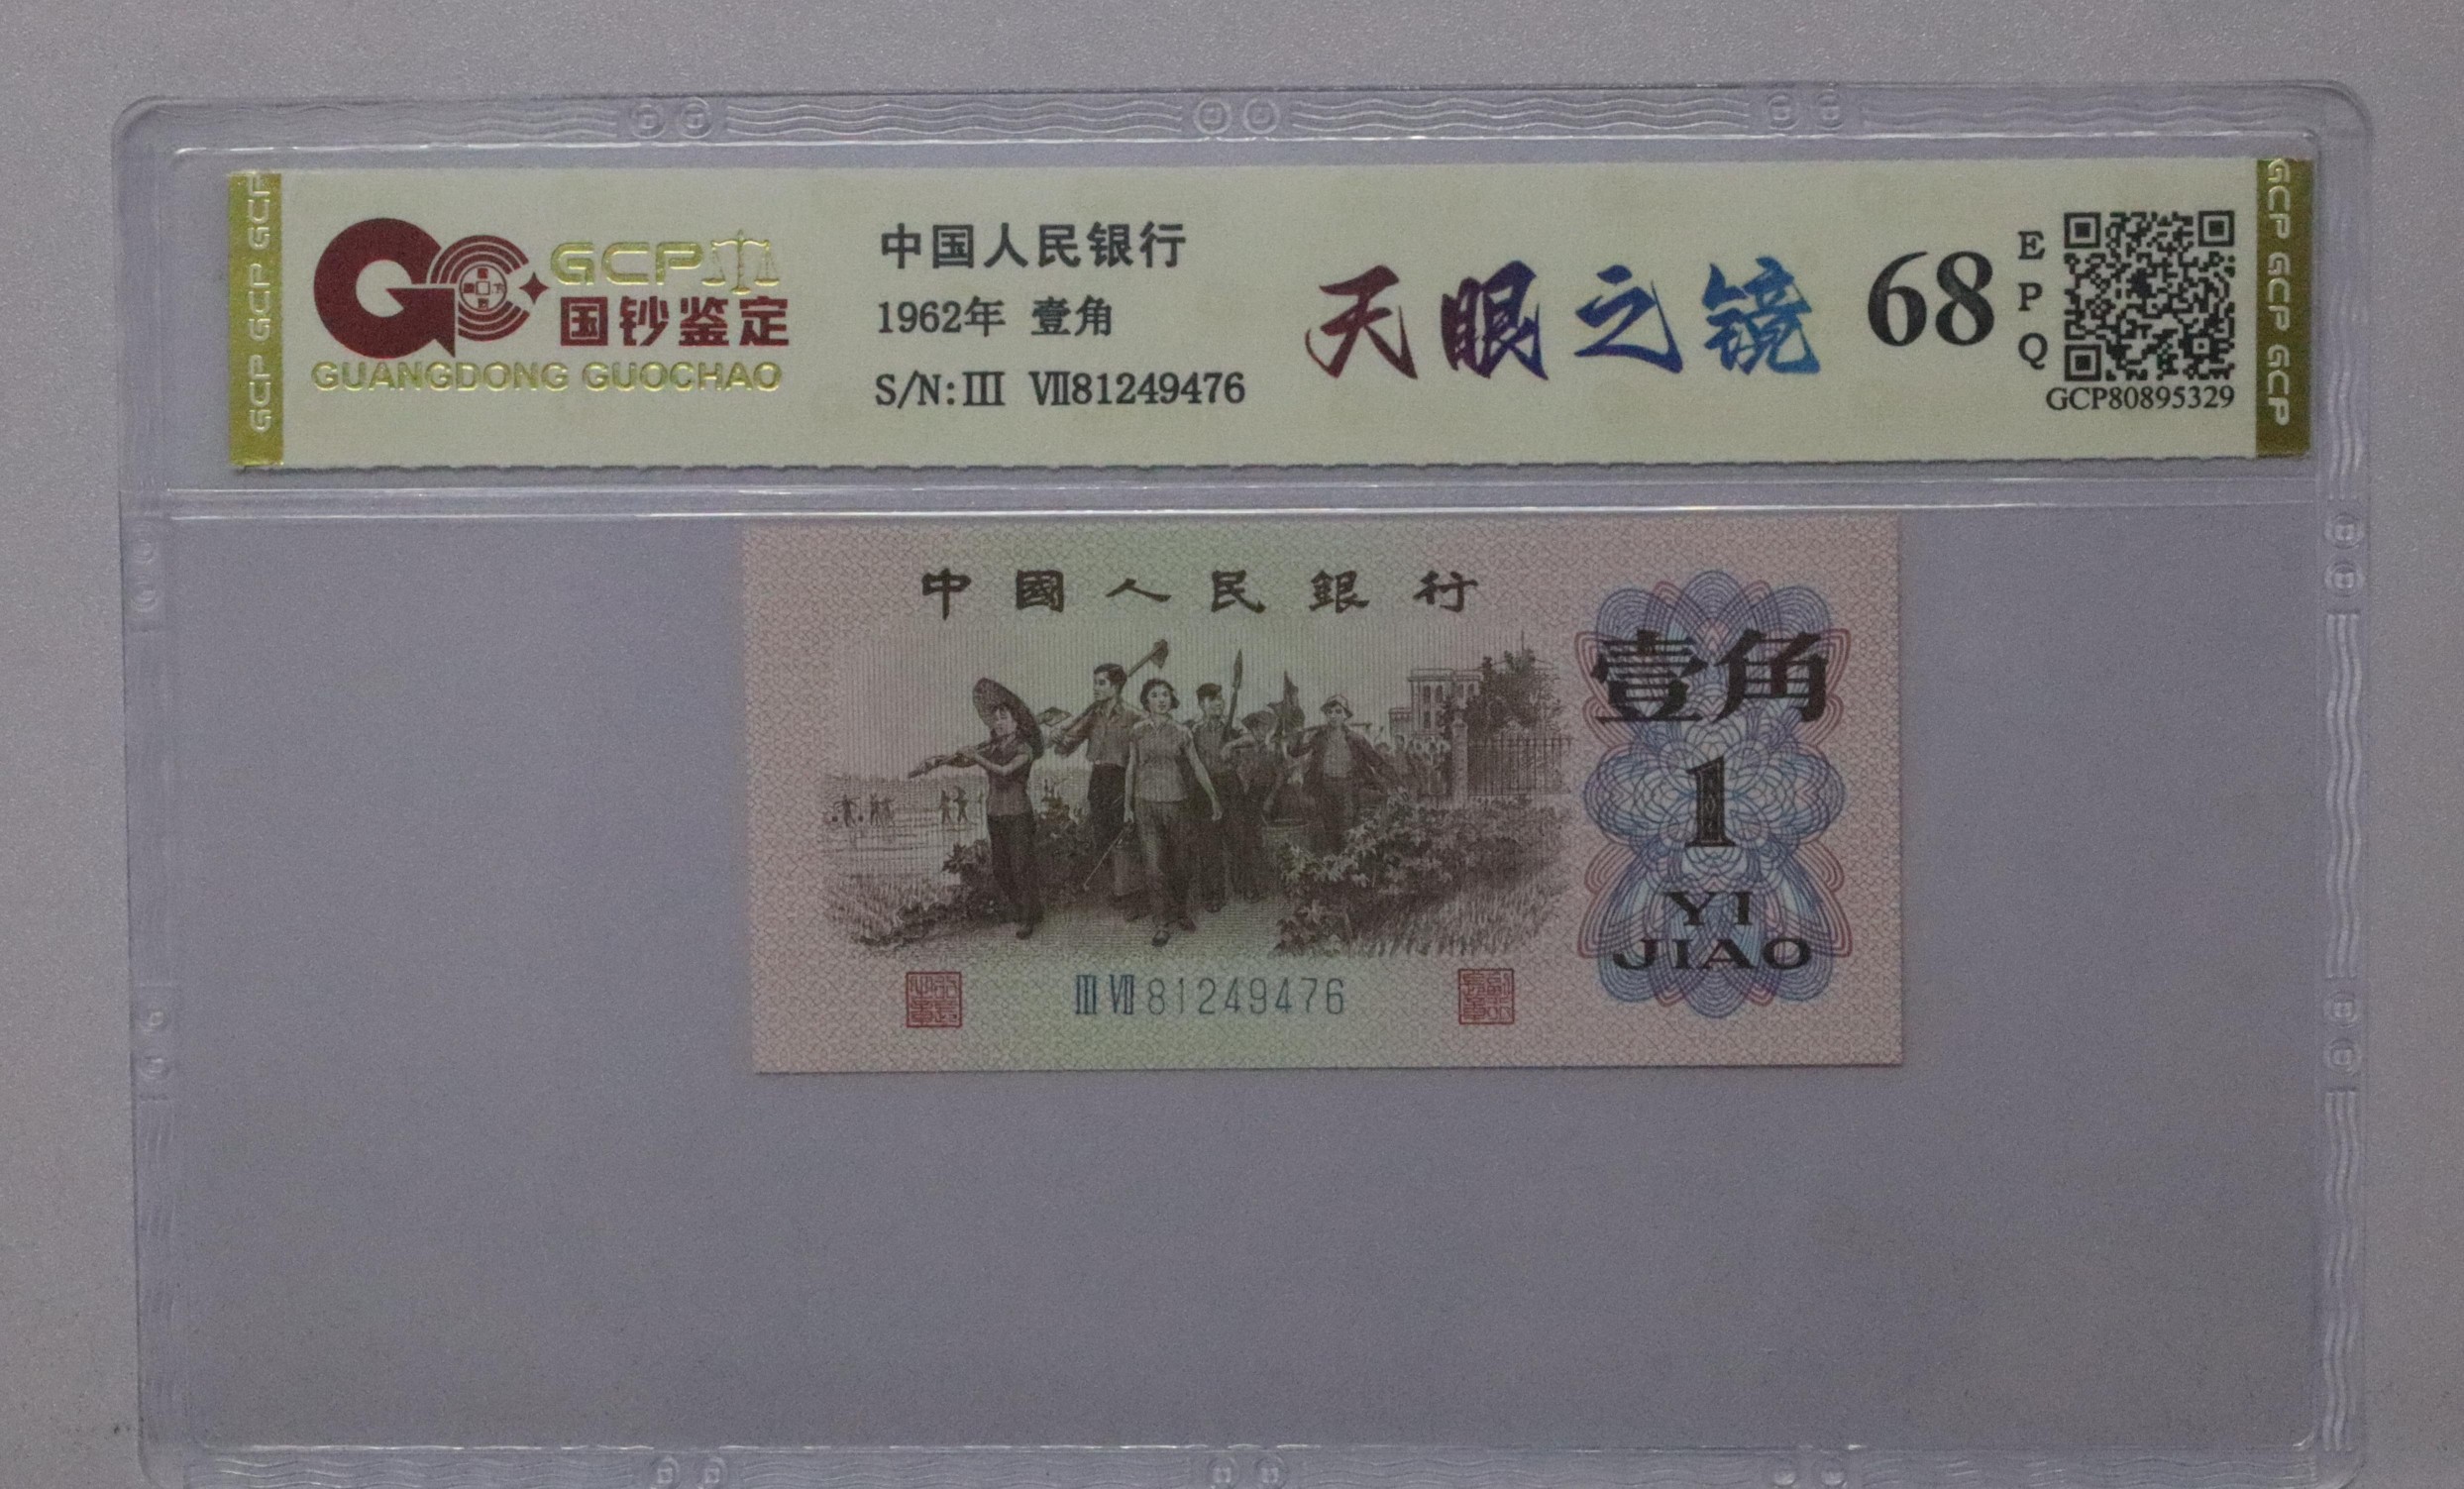 GCP GCP GCP
GCP
国钞鉴定
GUANGDONG GUOCHAO
中国人民银行
1962年 壹角
S/N:III VII81249476
天眼之镜
68
E
P
Q
GCP80895329
GCP GCP GCP
中國人民銀行
壹角
1
YI
JIAO
III VII 81249476